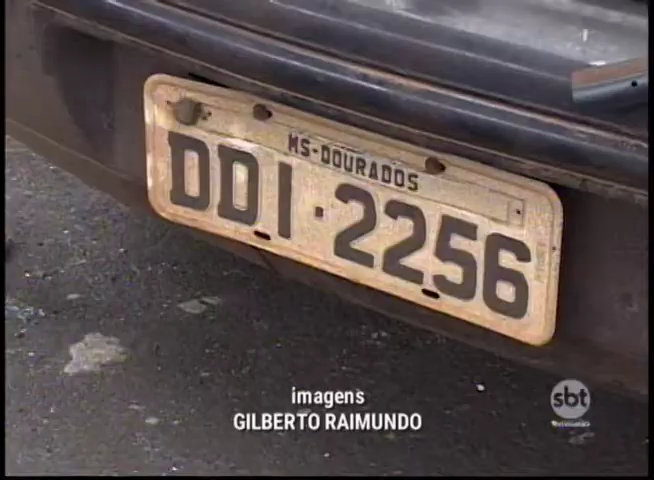 MS-DOURADOS
DDI·2256
imagens
GILBERTO RAIMUNDO
sbt